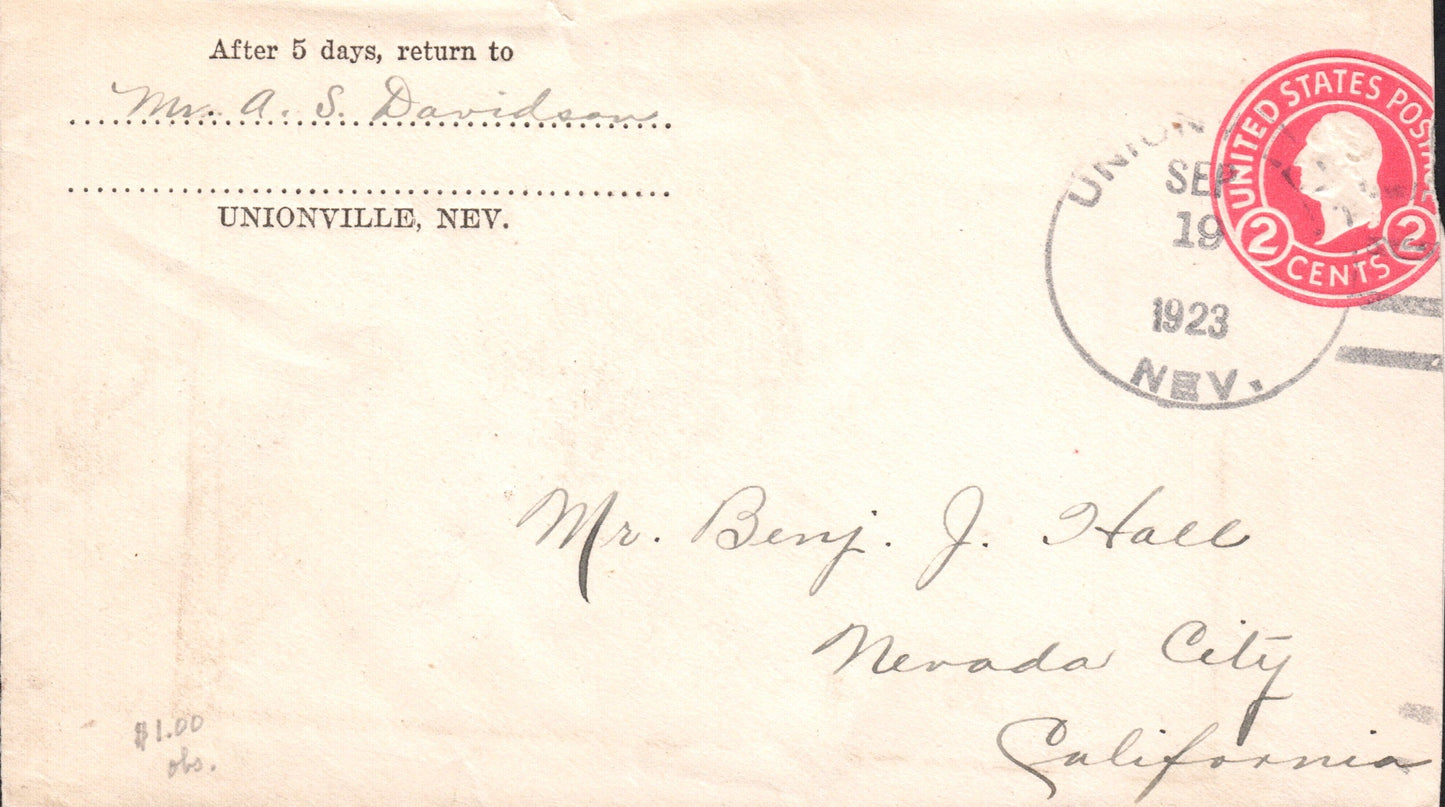 After 5 days, return to
Mr. A. S. Davidson
UNIONVILLE, NEV.
UNITED STATES POSTAGE
2 CENTS 2
UNION
SEP
19
1923
NEV.
Mr. Benj. J. Hall
Nevada City
California
$1.00
obs.